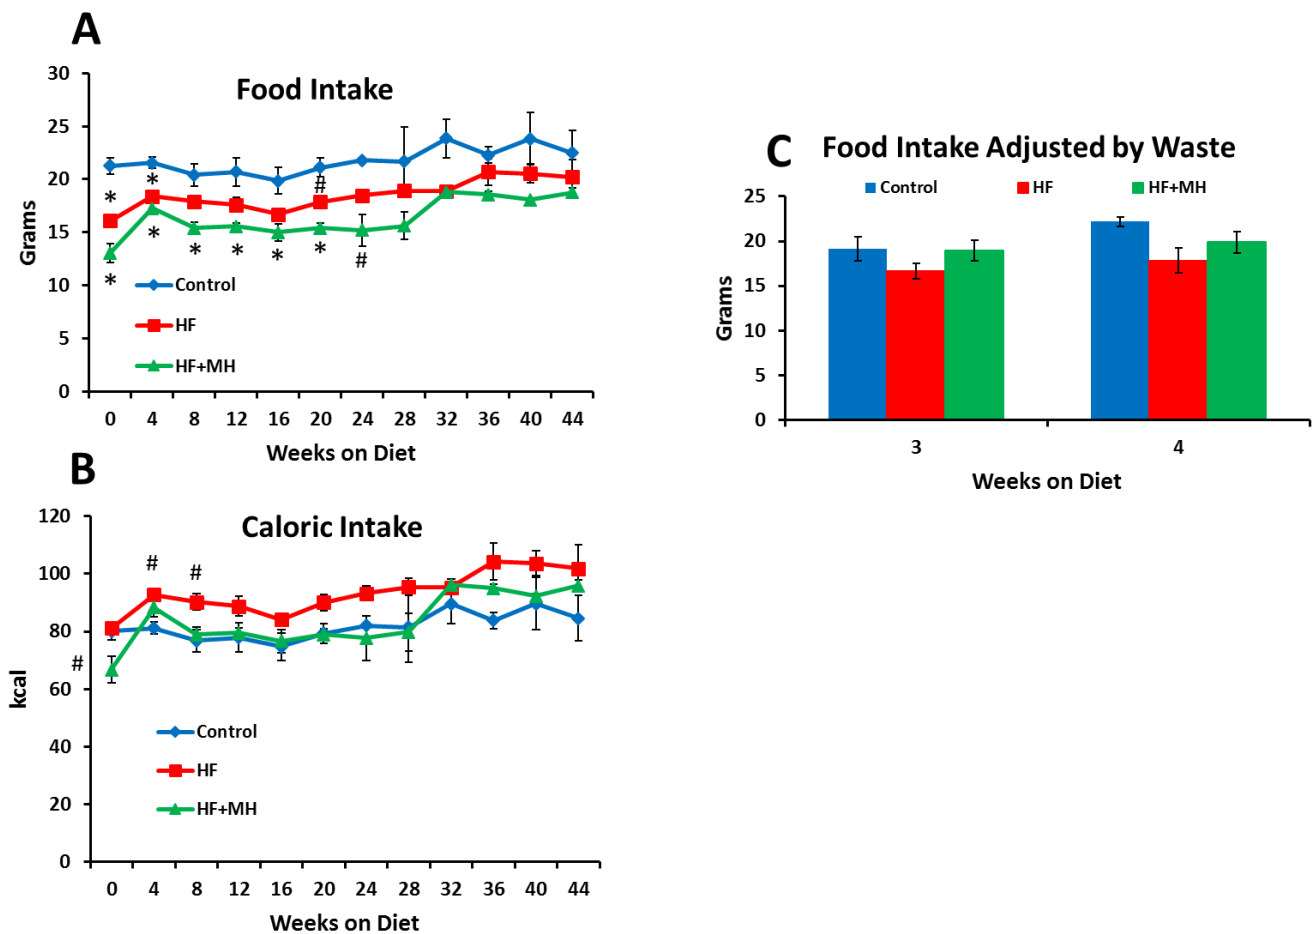 A
Food Intake
30
25
20
15
10
5
0
Grams
* * #
* * * * * * #
Control
HF
HF+MH
0 4 8 12 16 20 24 28 32 36 40 44
Weeks on Diet
B
Caloric Intake
120
100
80
60
40
20
0
kcal
# # #
Control
HF
HF+MH
0 4 8 12 16 20 24 28 32 36 40 44
Weeks on Diet
C
Food Intake Adjusted by Waste
Control HF HF+MH
25
20
15
10
5
0
Grams
3 4
Weeks on Diet